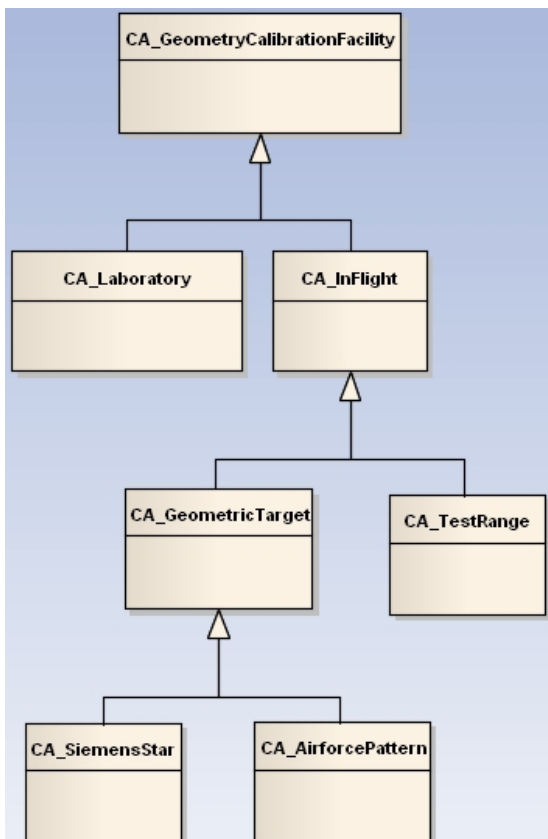 CA_GeometryCalibrationFacility
CA_Laboratory
CA_InFlight
CA_GeometricTarget
CA_TestRange
CA_SiemensStar
CA_AirforcePattern